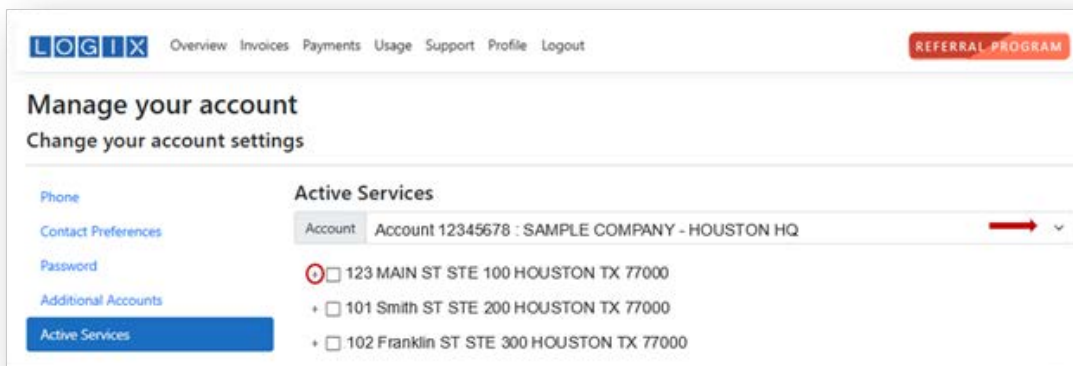 LOGIX Overview Invoices Payments Usage Support Profile Logout REFERRAL PROGRAM
Manage your account
Change your account settings
Phone
Contact Preferences
Password
Additional Accounts
Active Services
Active Services
Account Account 12345678 : SAMPLE COMPANY - HOUSTON HQ
+ 123 MAIN ST STE 100 HOUSTON TX 77000
+ 101 Smith ST STE 200 HOUSTON TX 77000
+ 102 Franklin ST STE 300 HOUSTON TX 77000